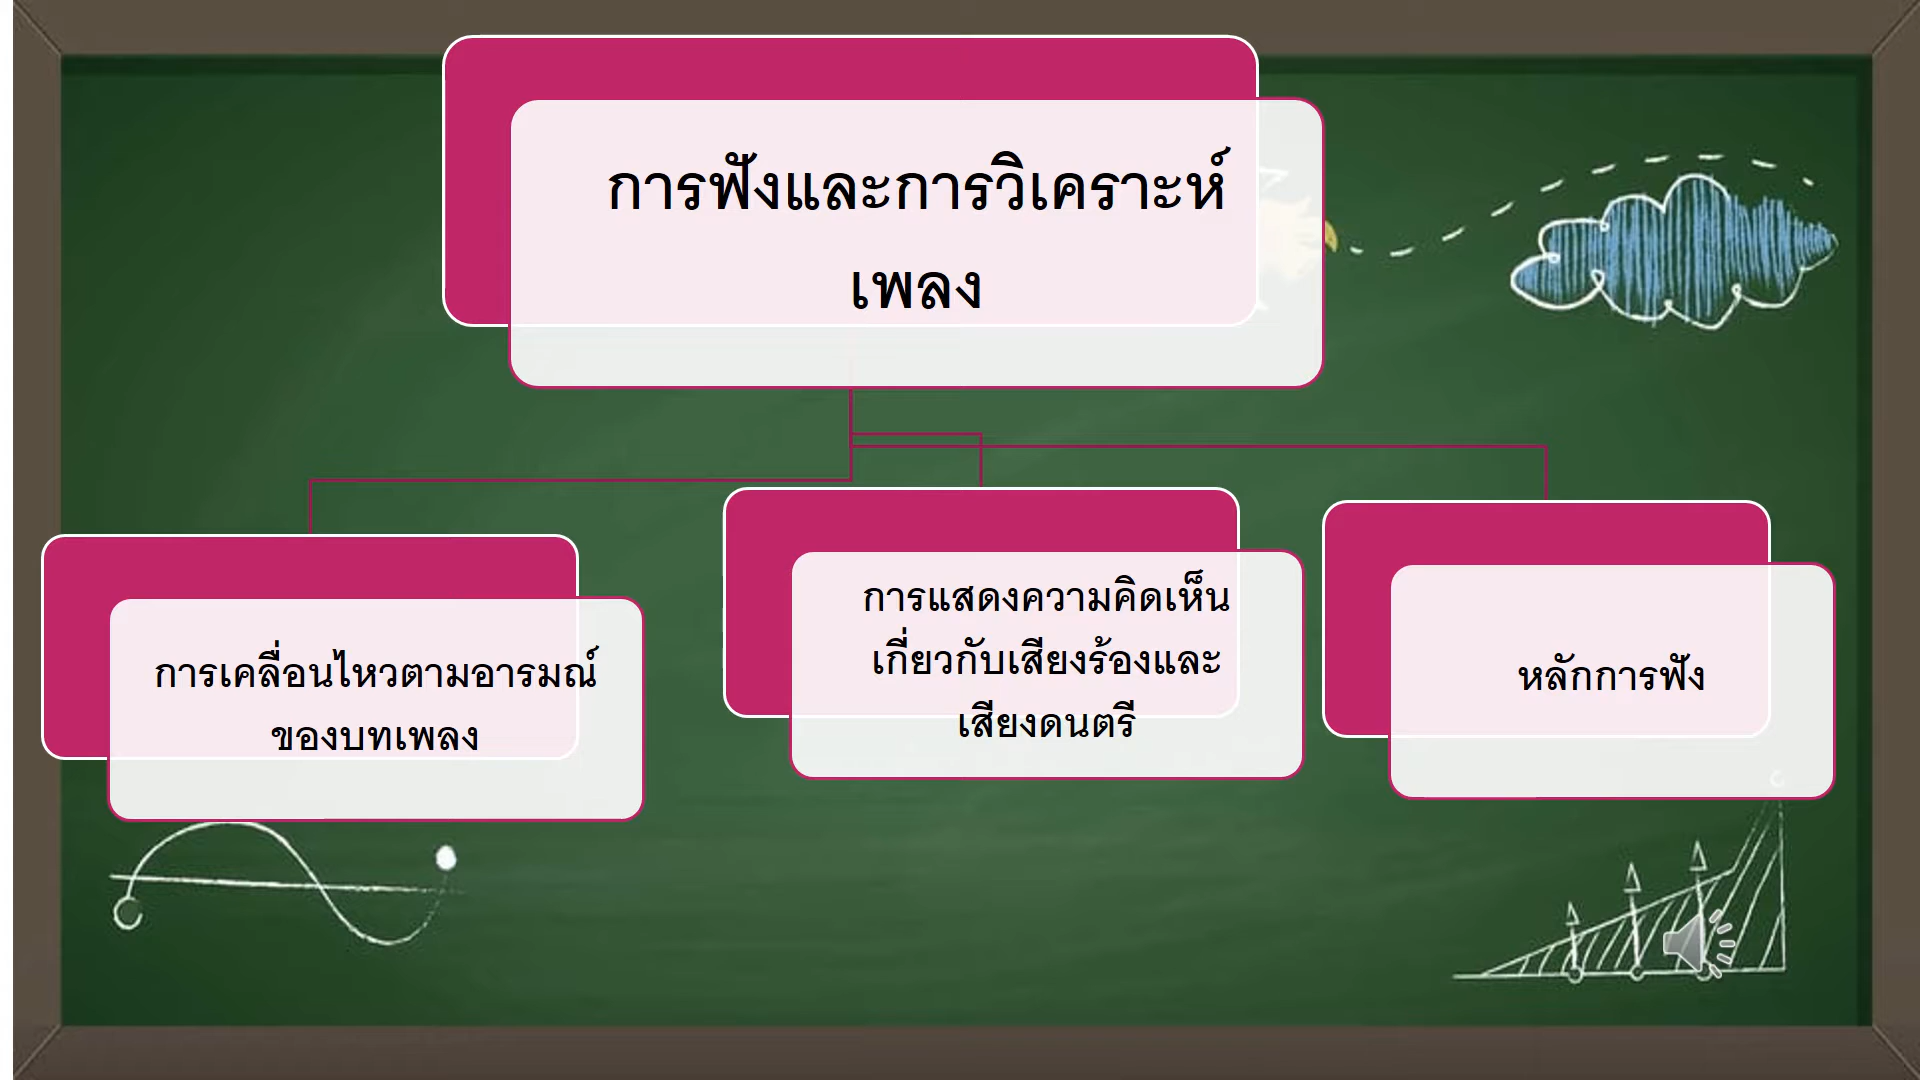 การฟังและการวิเคราะห์
เพลง
การเคลื่อนไหวตามอารมณ์
ของบทเพลง
การแสดงความคิดเห็น
เกี่ยวกับเสียงร้องและ
เสียงดนตรี
หลักการฟัง